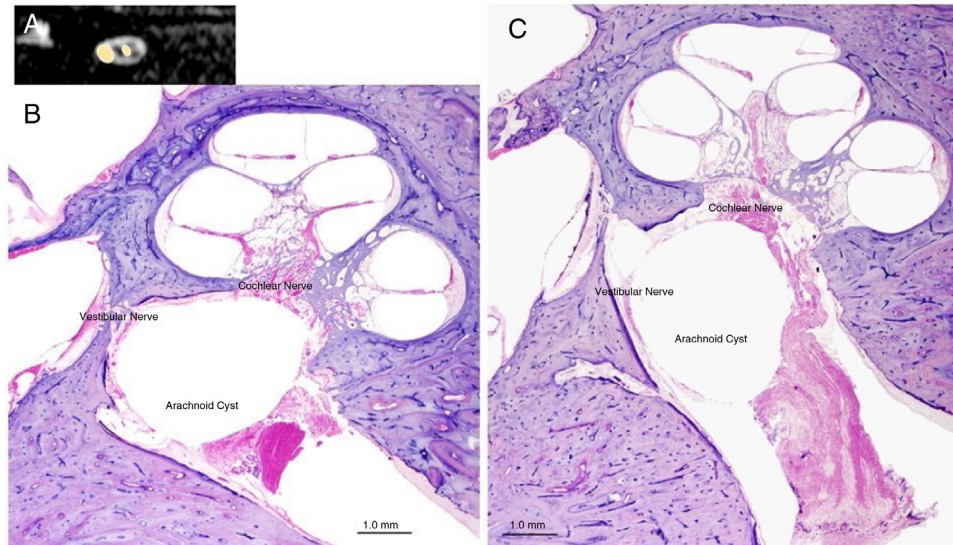 A
B
Cochlear Nerve
Vestibular Nerve
Arachnoid Cyst
1.0 mm
C
Cochlear Nerve
Vestibular Nerve
Arachnoid Cyst
1.0 mm